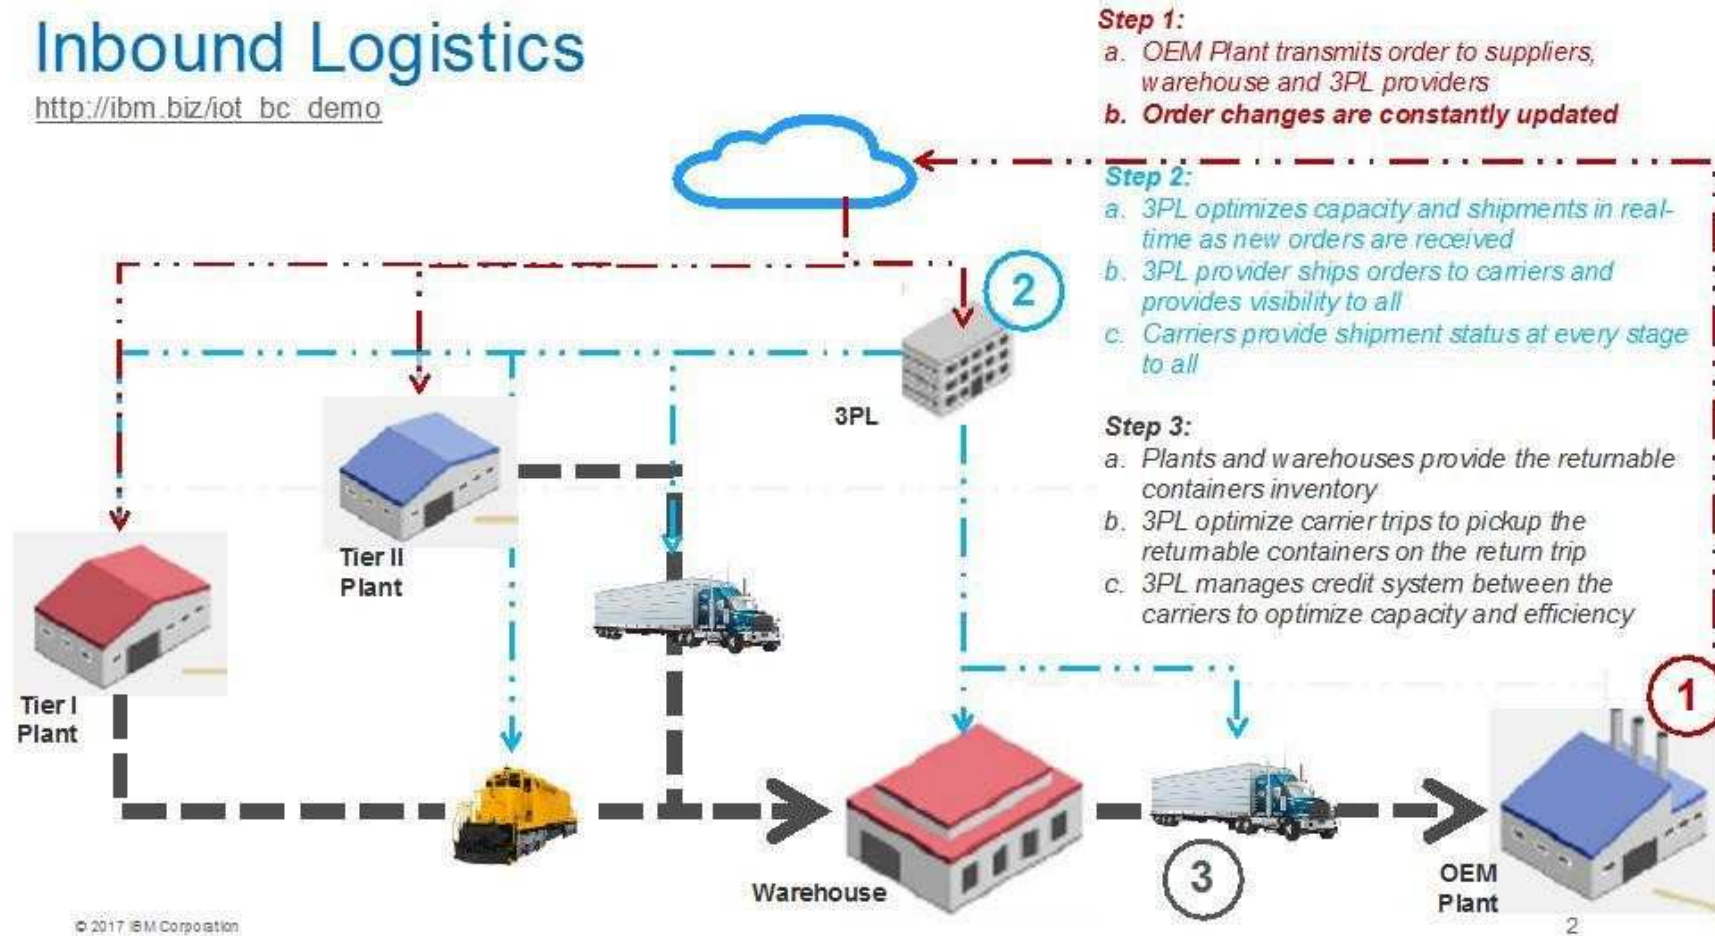 Inbound Logistics
http://ibm.biz/iot_bc_demo
Step 1:
a. OEM Plant transmits order to suppliers,
warehouse and 3PL providers
b. Order changes are constantly updated
Step 2:
a. 3PL optimizes capacity and shipments in real-
time as new orders are received
b. 3PL provider ships orders to carriers and
provides visibility to all
c. Carriers provide shipment status at every stage
to all
Step 3:
a. Plants and warehouses provide the returnable
containers inventory
b. 3PL optimize carrier trips to pickup the
returnable containers on the return trip
c. 3PL manages credit system between the
carriers to optimize capacity and efficiency
2
3PL
Tier II
Plant
Tier I
Plant
1
Warehouse
3
OEM
Plant
© 2017 IBM Corporation
2